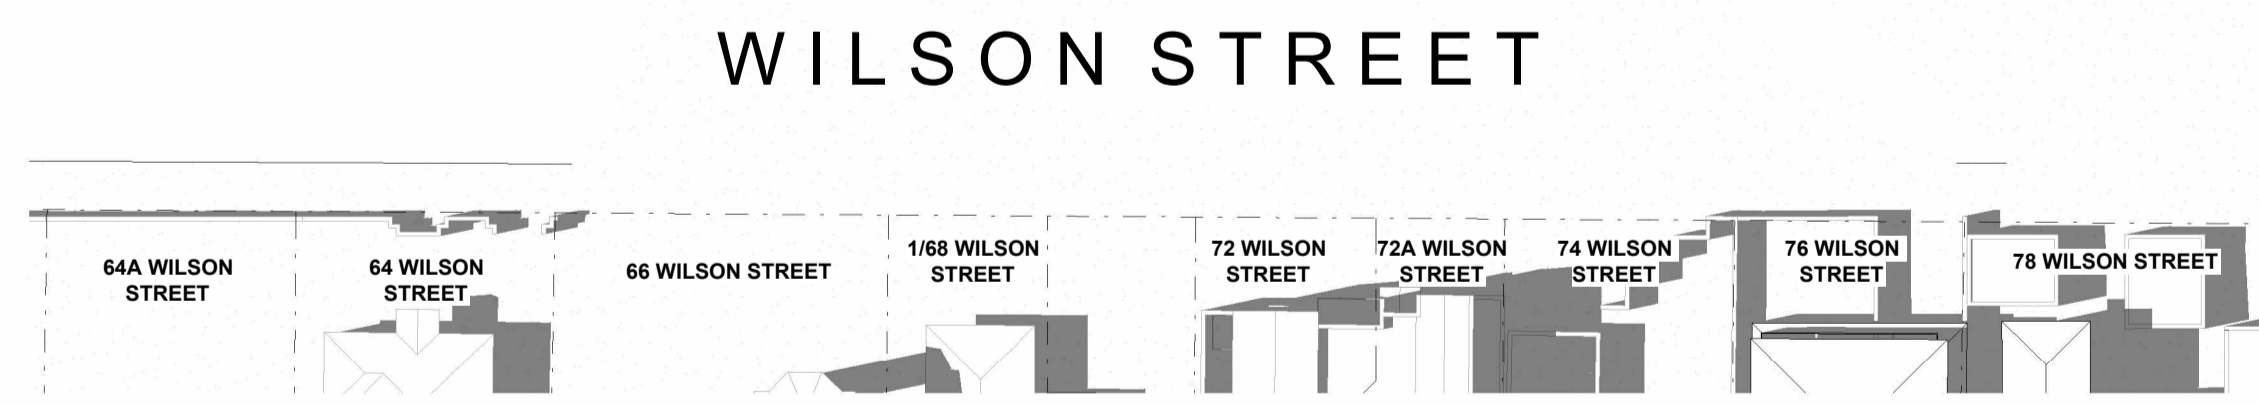 WILSON STREET
64A WILSON
STREET
64 WILSON
STREET
66 WILSON STREET
1/68 WILSON
STREET
72 WILSON
STREET
72A WILSON
STREET
74 WILSON
STREET
76 WILSON
STREET
78 WILSON STREET